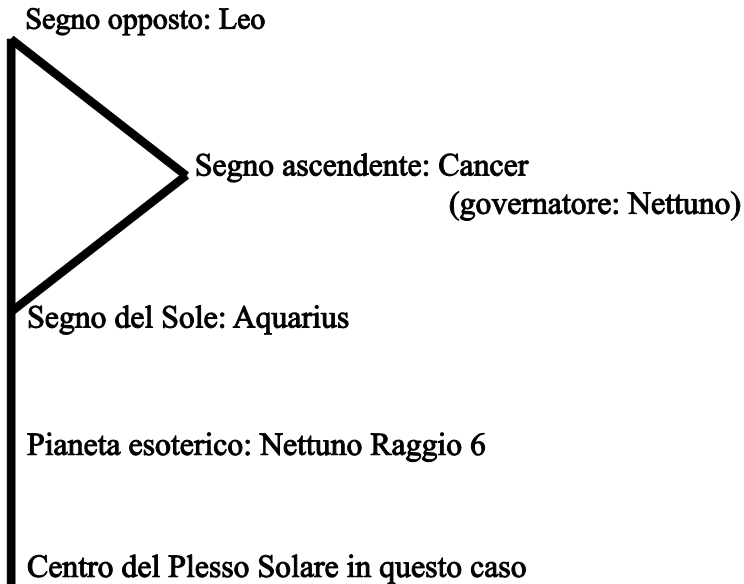 Segno opposto: Leo
Segno ascendente: Cancer
(governatore: Nettuno)
Segno del Sole: Aquarius
Pianeta esoterico: Nettuno Raggio 6
Centro del Plesso Solare in questo caso